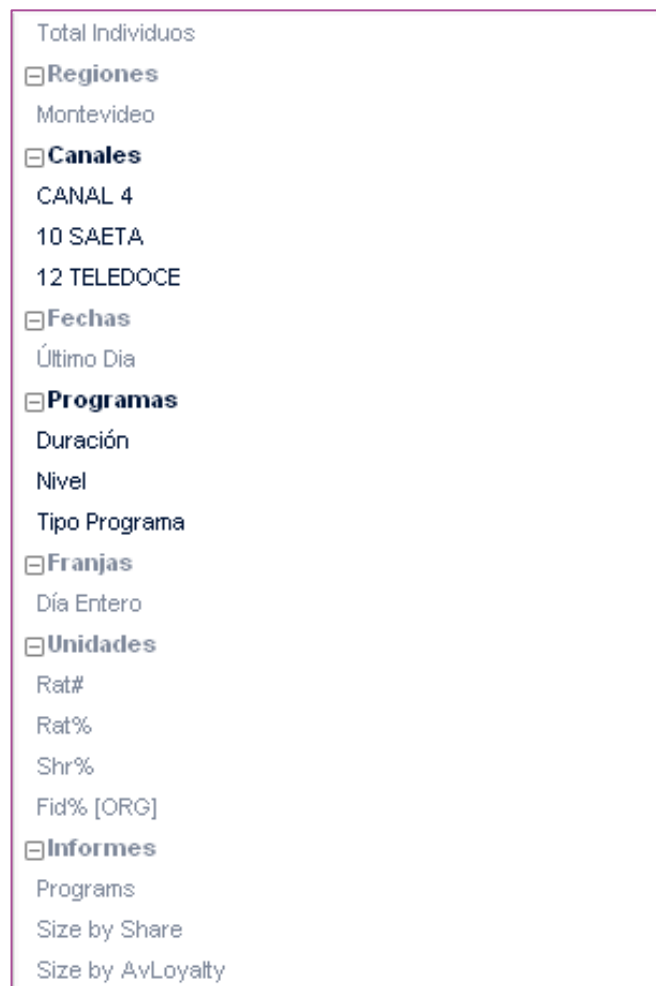 Total Individuos
Regiones
Montevideo
Canales
CANAL 4
10 SAETA
12 TELEDOCE
Fechas
Último Dia
Programas
Duración
Nivel
Tipo Programa
Franjas
Día Entero
Unidades
Rat#
Rat%
Shr%
Fid% [ORG]
Informes
Programs
Size by Share
Size by AvLoyalty